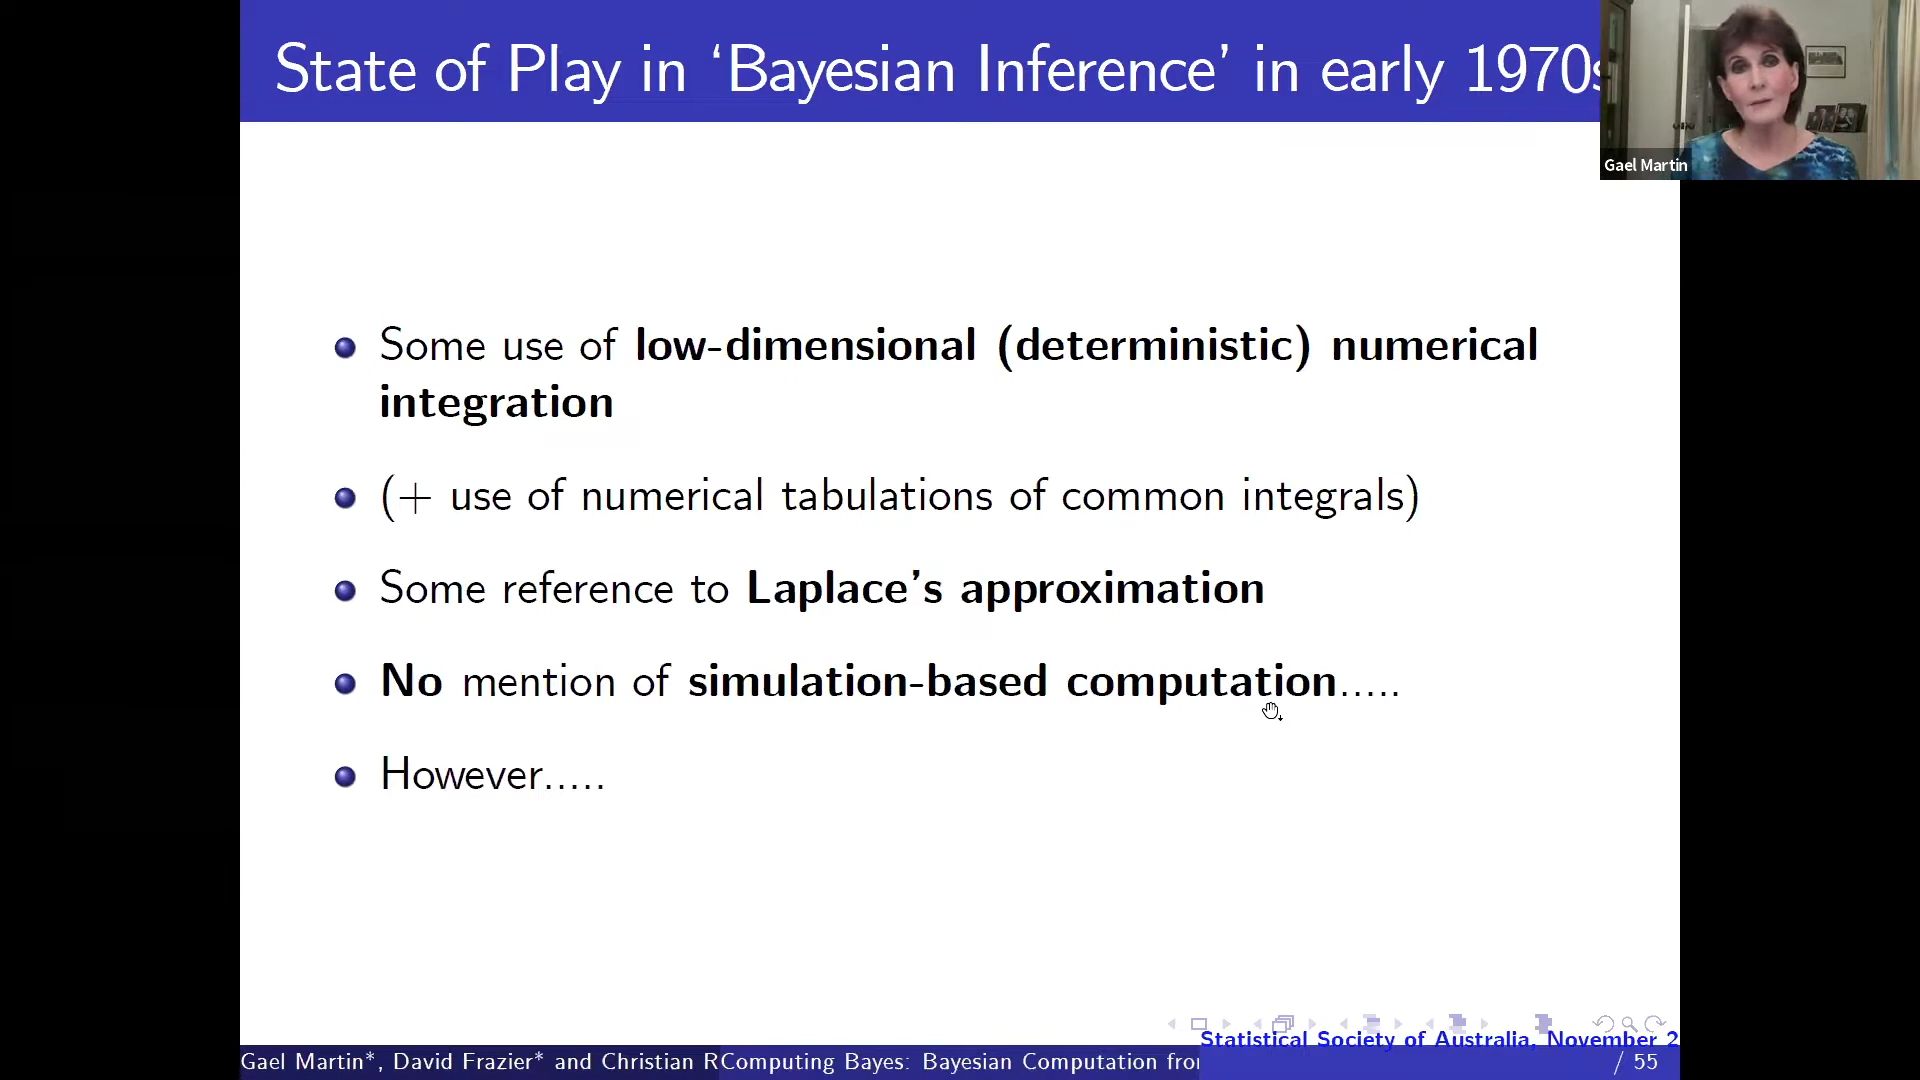 State of Play in ‘Bayesian Inference’ in early 1970s
Gael Martin
Some use of low-dimensional (deterministic) numerical
integration
(+ use of numerical tabulations of common integrals)
Some reference to Laplace’s approximation
No mention of simulation-based computation.....
However.....
Statistical Society of Australia, November 2
Gael Martin*, David Frazier* and Christian R Computing Bayes: Bayesian Computation from
/ 55